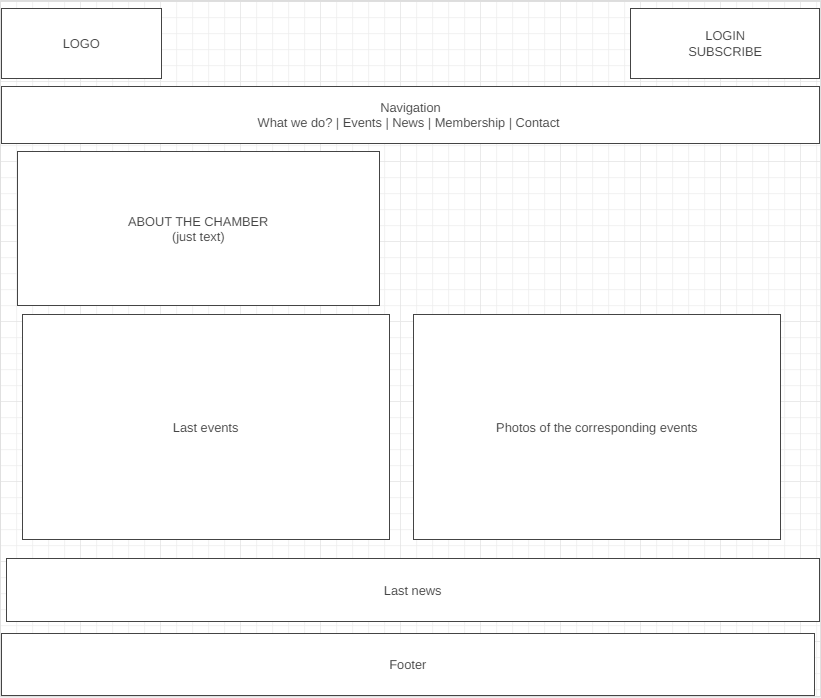 LOGO
LOGIN
SUBSCRIBE
Navigation
What we do? | Events | News | Membership | Contact
ABOUT THE CHAMBER
(just text)
Last events
Photos of the corresponding events
Last news
Footer